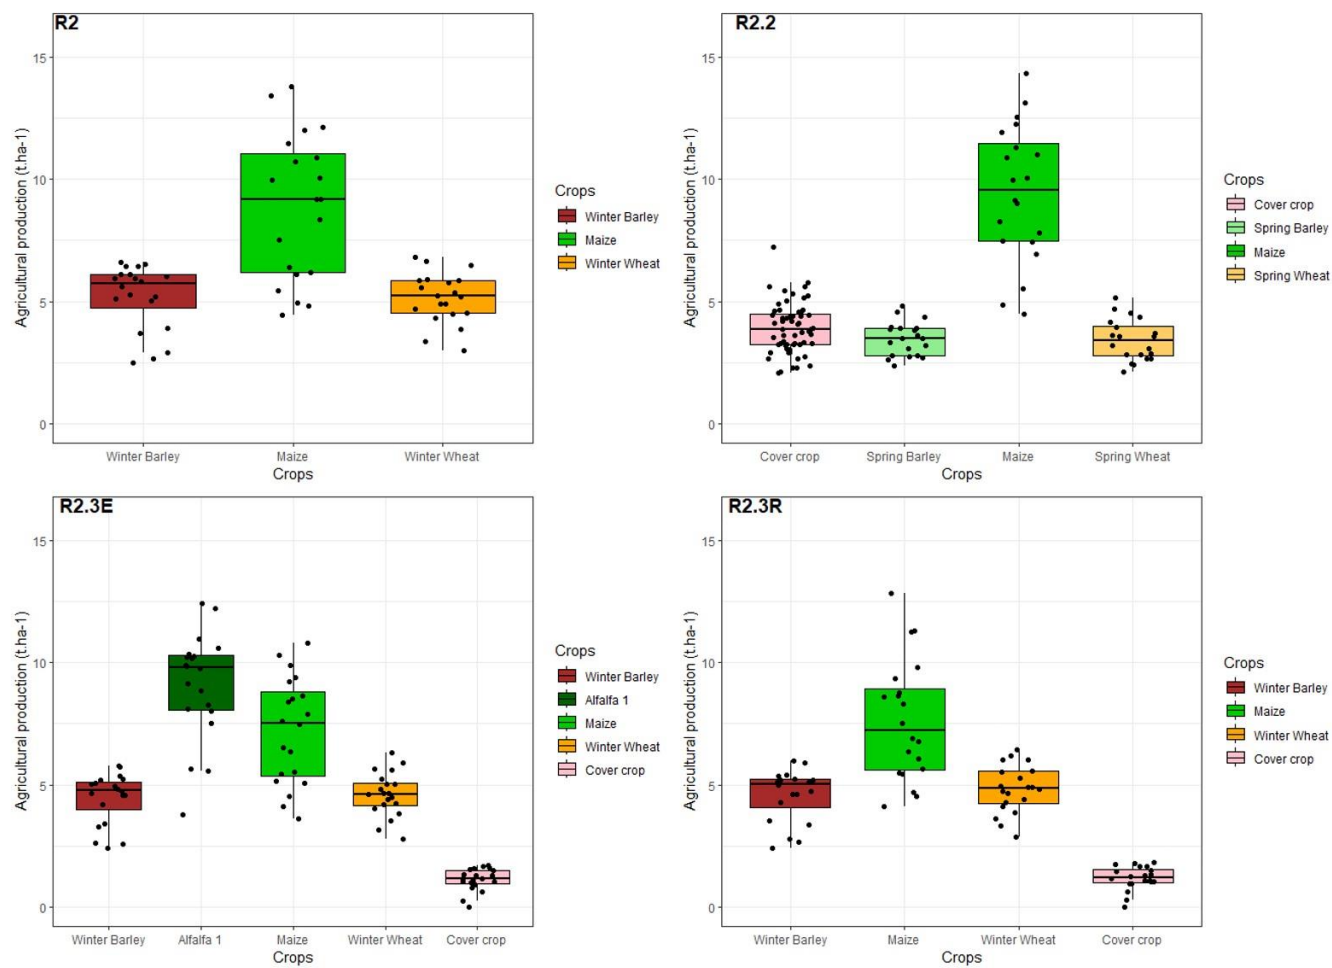 R2
Agricultural production (t.ha-1)
15
10
5
0
Winter Barley
Maize
Winter Wheat
Crops
Crops
Winter Barley
Maize
Winter Wheat
R2.2
Agricultural production (t.ha-1)
15
10
5
0
Cover crop
Spring Barley
Maize
Spring Wheat
Crops
Crops
Cover crop
Spring Barley
Maize
Spring Wheat
R2.3E
Agricultural production (t.ha-1)
15
10
5
0
Winter Barley
Alfalfa 1
Maize
Winter Wheat
Cover crop
Crops
Crops
Winter Barley
Alfalfa 1
Maize
Winter Wheat
Cover crop
R2.3R
Agricultural production (t.ha-1)
15
10
5
0
Winter Barley
Maize
Winter Wheat
Cover crop
Crops
Crops
Winter Barley
Maize
Winter Wheat
Cover crop